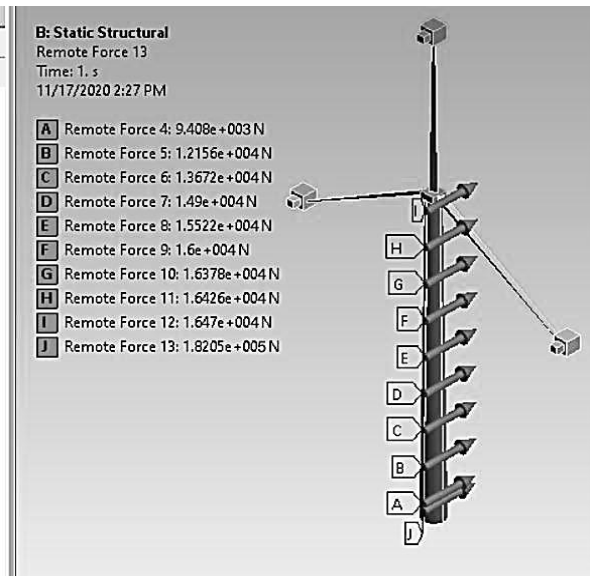 B: Static Structural
Remote Force 13
Time: 1. s
11/17/2020 2:27 PM
A Remote Force 4: 9.408e+003 N
B Remote Force 5: 1.2156e+004 N
C Remote Force 6: 1.3672e+004 N
D Remote Force 7: 1.49e+004 N
E Remote Force 8: 1.5522e+004 N
F Remote Force 9: 1.6e+004 N
G Remote Force 10: 1.6378e+004 N
H Remote Force 11: 1.6426e+004 N
I Remote Force 12: 1.647e+004 N
J Remote Force 13: 1.8205e+005 N
I
H
G
F
E
D
C
B
A
J